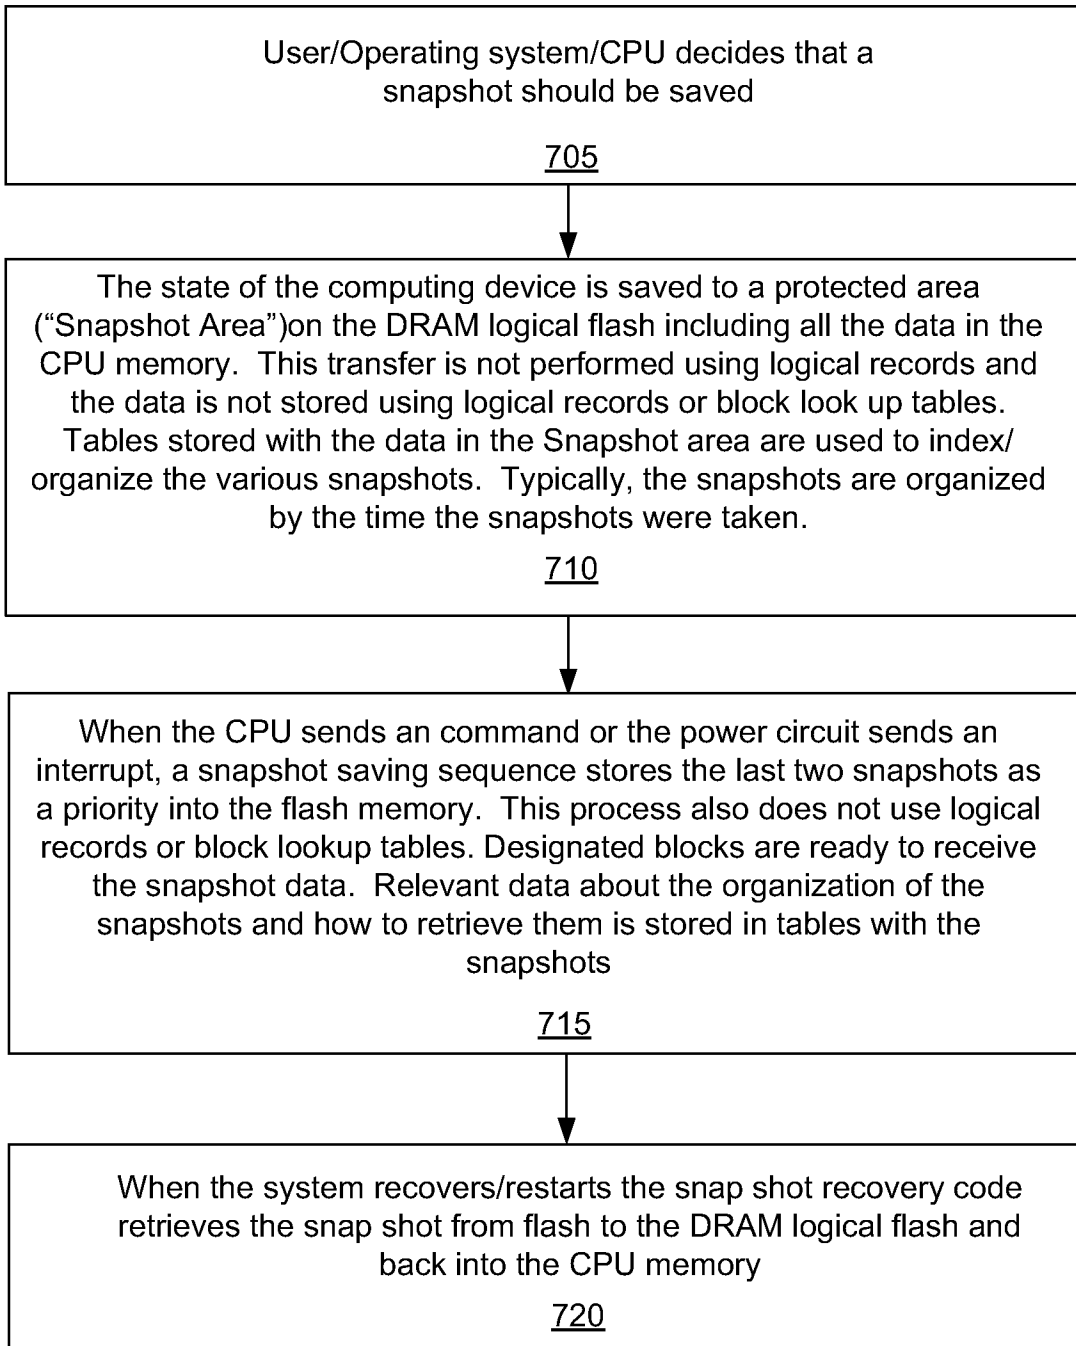 User/Operating system/CPU decides that a
snapshot should be saved
705
The state of the computing device is saved to a protected area
(“Snapshot Area”)on the DRAM logical flash including all the data in the
CPU memory.  This transfer is not performed using logical records and
the data is not stored using logical records or block look up tables.
Tables stored with the data in the Snapshot area are used to index/
organize the various snapshots.  Typically, the snapshots are organized
by the time the snapshots were taken.
710
When the CPU sends an command or the power circuit sends an
interrupt, a snapshot saving sequence stores the last two snapshots as
a priority into the flash memory.  This process also does not use logical
records or block lookup tables. Designated blocks are ready to receive
the snapshot data.  Relevant data about the organization of the
snapshots and how to retrieve them is stored in tables with the
snapshots
715
When the system recovers/restarts the snap shot recovery code
retrieves the snap shot from flash to the DRAM logical flash and
back into the CPU memory
720